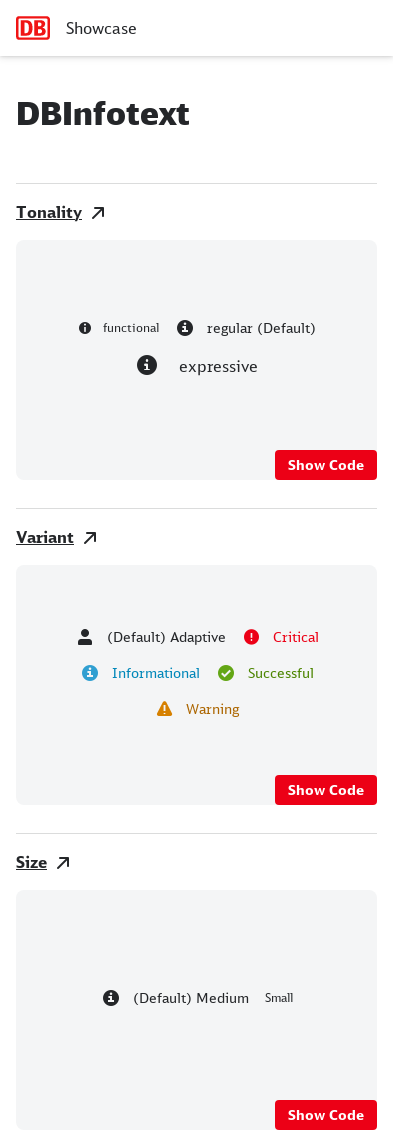 DB Showcase
DBInfotext
Tonality
functional regular (Default)
expressive
Show Code
Variant
(Default) Adaptive Critical
Informational Successful
Warning
Show Code
Size
(Default) Medium Small
Show Code